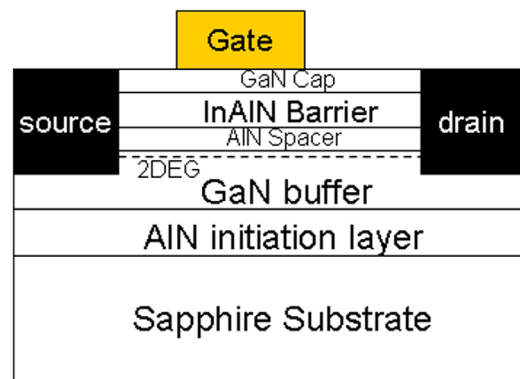 Gate
GaN Cap
source
InAlN Barrier
drain
AlN Spacer
2DEG
GaN buffer
AlN initiation layer
Sapphire Substrate